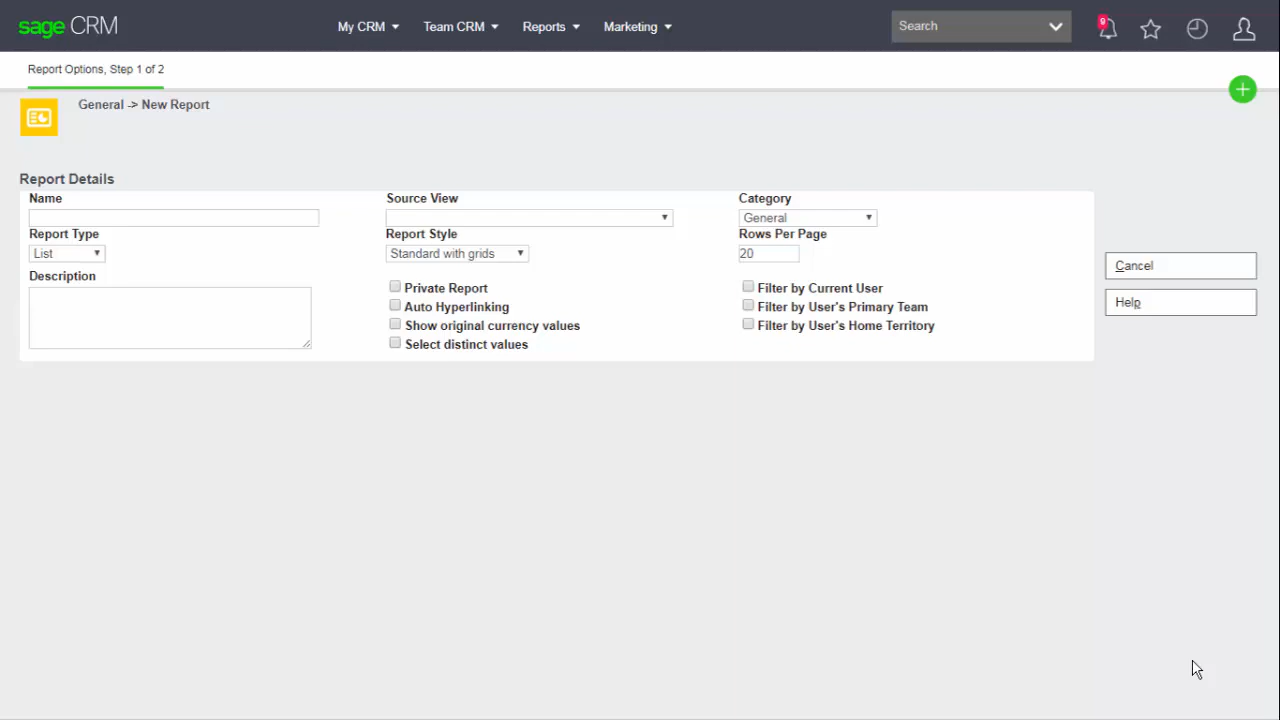 sage CRM My CRM Team CRM Reports Marketing Search 9
Report Options, Step 1 of 2
General -> New Report
Report Details
Name Source View Category
General
Report Type Report Style Rows Per Page
List Standard with grids 20
Description
Private Report Filter by Current User
Auto Hyperlinking Filter by User's Primary Team
Show original currency values Filter by User's Home Territory
Select distinct values
Cancel
Help